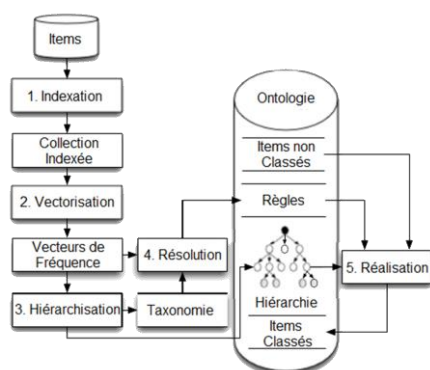 Items
1. Indexation
Collection
Indexée
2. Vectorisation
Vecteurs de
Fréquence
3. Hiérarchisation
4. Résolution
Taxonomie
Ontologie
Items non
Classés
Règles
Hiérarchie
Items
Classés
5. Réalisation